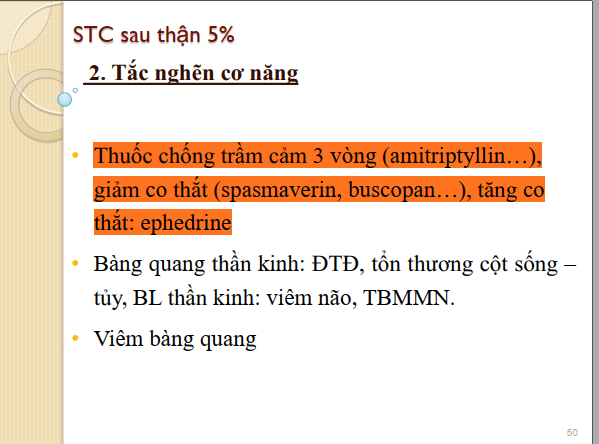 STC sau thận 5%
2. Tắc nghẽn cơ năng
• Thuốc chống trầm cảm 3 vòng (amitriptyllin…),
giảm co thắt (spasmaverin, buscopan…), tăng co
thắt: ephedrine
• Bàng quang thần kinh: ĐTĐ, tổn thương cột sống –
tủy, BL thần kinh: viêm não, TBMMN.
• Viêm bàng quang
50